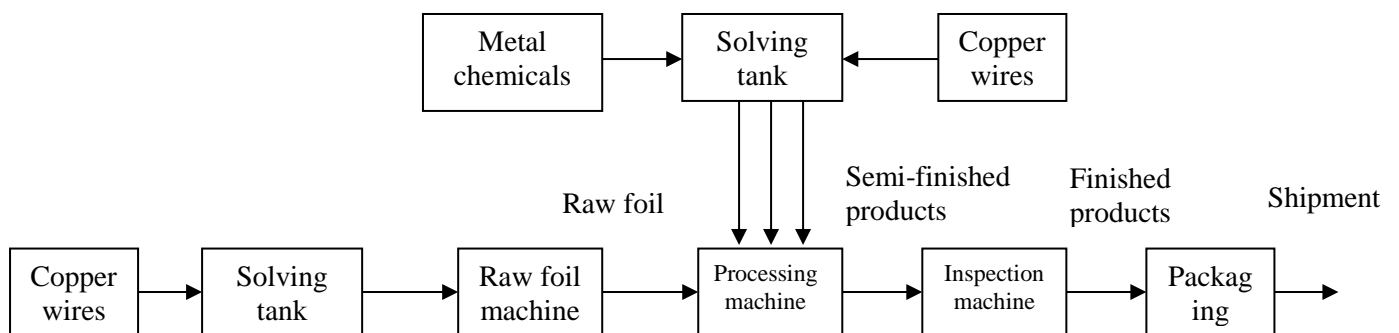 Metal
chemicals
Solving
tank
Copper
wires
Raw foil
Semi-finished
products
Finished
products
Shipment
Copper
wires
Solving
tank
Raw foil
machine
Processing
machine
Inspection
machine
Packag
ing